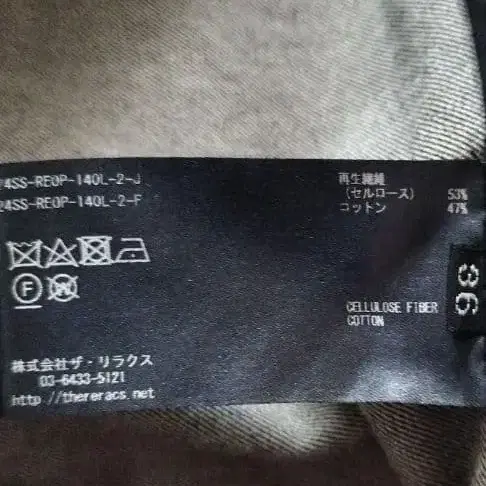 24SS-REOP-140L-2-J
24SS-REOP-140L-2-F
再生繊維
(セルロース) 53%
コットン 47%
36
F
W
CELLULOSE FIBER
COTTON
株式会社ザ・リラクス
03-6433-5121
http://thereracs.net